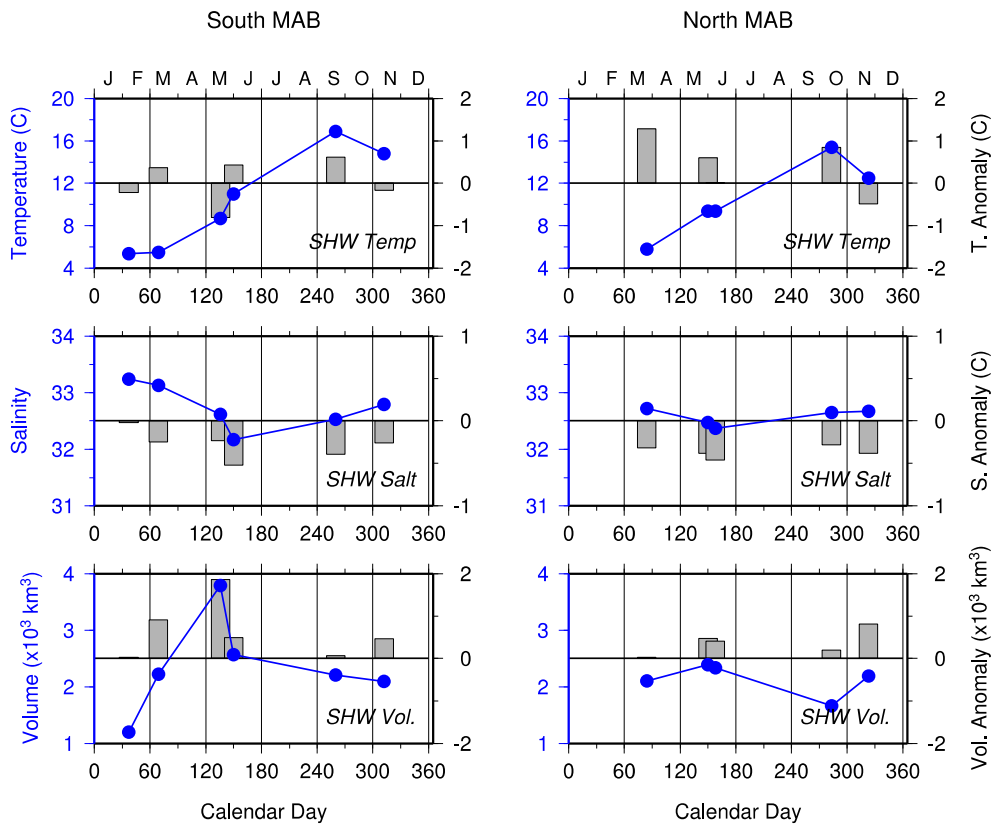 South MAB
North MAB
J F M A M J J A S O N D
J F M A M J J A S O N D
20 16 12 8 4
Temperature (C)
2 1 0 -1 -2
SHW Temp
0 60 120 180 240 300 360
SHW Temp
20 16 12 8 4
2 1 0 -1 -2
T. Anomaly (C)
0 60 120 180 240 300 360
34 33 32 31
Salinity
1 0 -1
SHW Salt
0 60 120 180 240 300 360
34 33 32 31
SHW Salt
1 0 -1
S. Anomaly (C)
0 60 120 180 240 300 360
4 3 2 1
Volume (x10³ km³)
2 0 -2
SHW Vol.
0 60 120 180 240 300 360
Calendar Day
4 3 2 1
SHW Vol.
2 0 -2
Vol. Anomaly (x10³ km³)
0 60 120 180 240 300 360
Calendar Day